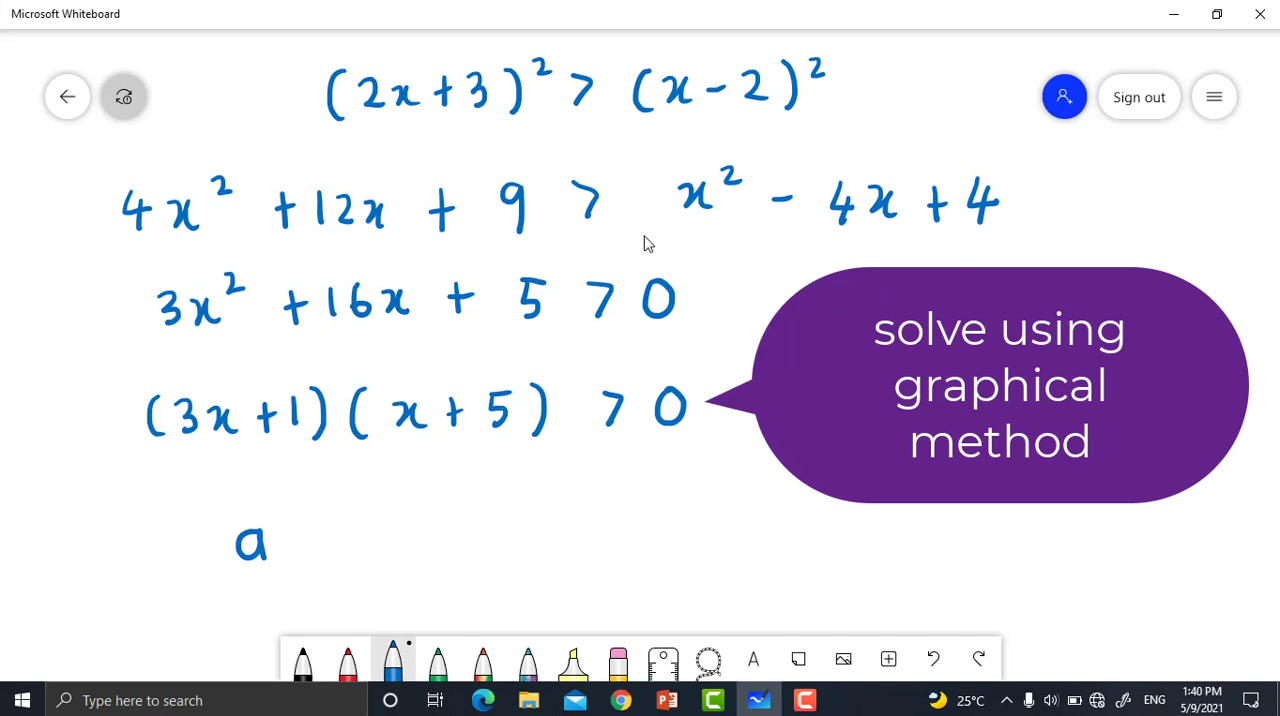 Microsoft Whiteboard
(2x+3)² > (x-2)²
Sign out
4x² +12x + 9 > x² - 4x + 4
3x² +16x + 5 > 0
(3x+1)(x+5) > 0
solve using
graphical
method
a
A
Type here to search
25°C
ENG
1:40 PM
5/9/2021